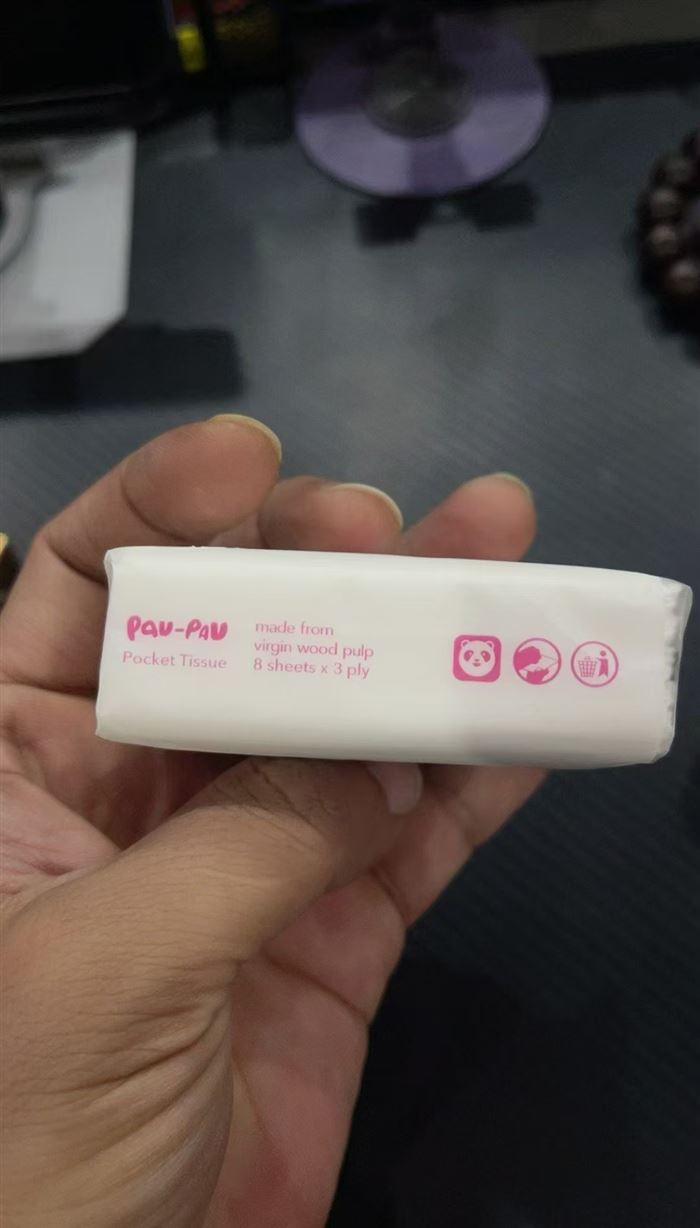 PAU-PAU
Pocket Tissue
made from
virgin wood pulp
8 sheets x 3 ply